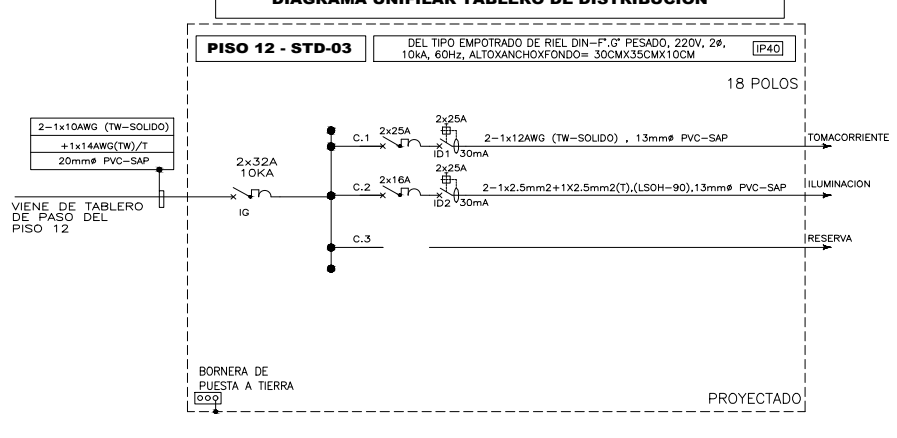 DIAGRAMA UNIFILAR TABLERO DE DISTRIBUCION
PISO 12 - STD-03
DEL TIPO EMPOTRADO DE RIEL DIN-F°.G° PESADO, 220V, 2ø,
10kA, 60Hz, ALTOXANCHOXFONDO= 30CMX35CMX10CM
IP40
18 POLOS
2-1x10AWG (TW-SOLIDO)
+1x14AWG(TW)/T
20mmø PVC-SAP
2x32A
10KA
IG
VIENE DE TABLERO
DE PASO DEL
PISO 12
C.1
2x25A
2x25A
ID1
30mA
2-1x12AWG (TW-SOLIDO) , 13mmø PVC-SAP
TOMACORRIENTE
C.2
2x16A
2x25A
ID2
30mA
2-1x2.5mm2+1X2.5mm2(T),(LSOH-90),13mmø PVC-SAP
ILUMINACION
C.3
RESERVA
BORNERA DE
PUESTA A TIERRA
PROYECTADO